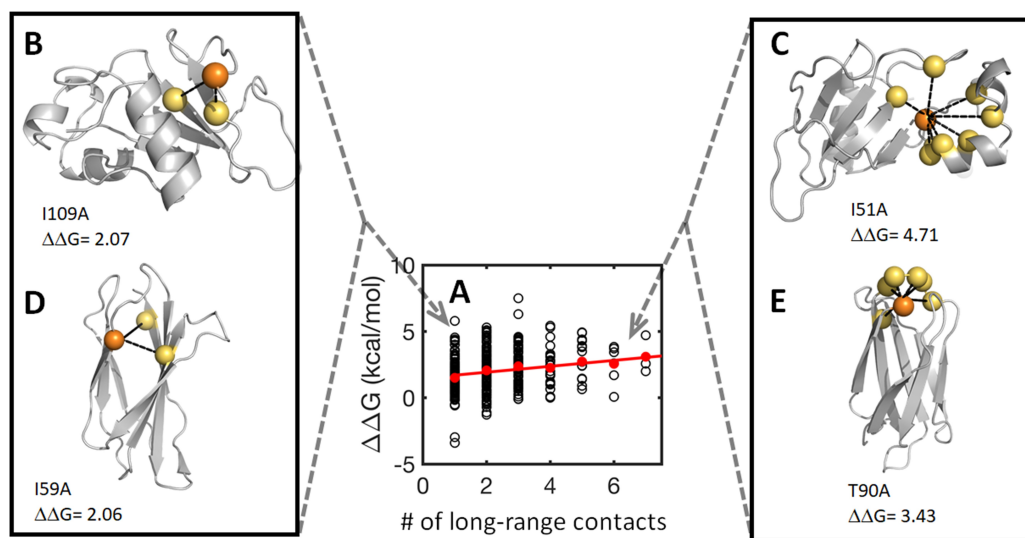 B
I109A
ΔΔG= 2.07
D
I59A
ΔΔG= 2.06
A
ΔΔG (kcal/mol)
10
5
0
-5
0
2
4
6
# of long-range contacts
C
I51A
ΔΔG= 4.71
E
T90A
ΔΔG= 3.43